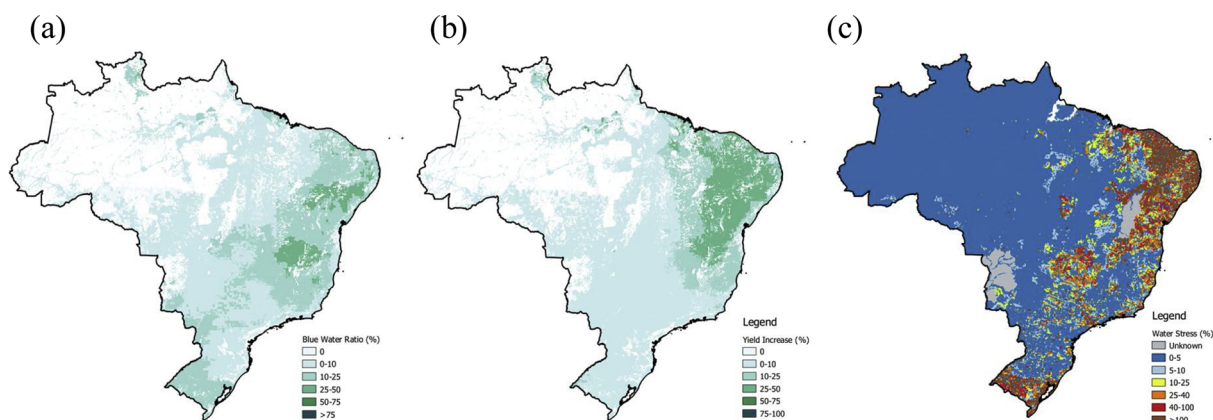 (a)
(b)
(c)
Blue Water Ratio (%)
0
0-10
10-25
25-50
50-75
>75
Legend
Yield Increase (%)
0
0-10
10-25
25-50
50-75
75-100
Legend
Water Stress (%)
Unknown
0-5
5-10
10-25
25-40
40-100
>100